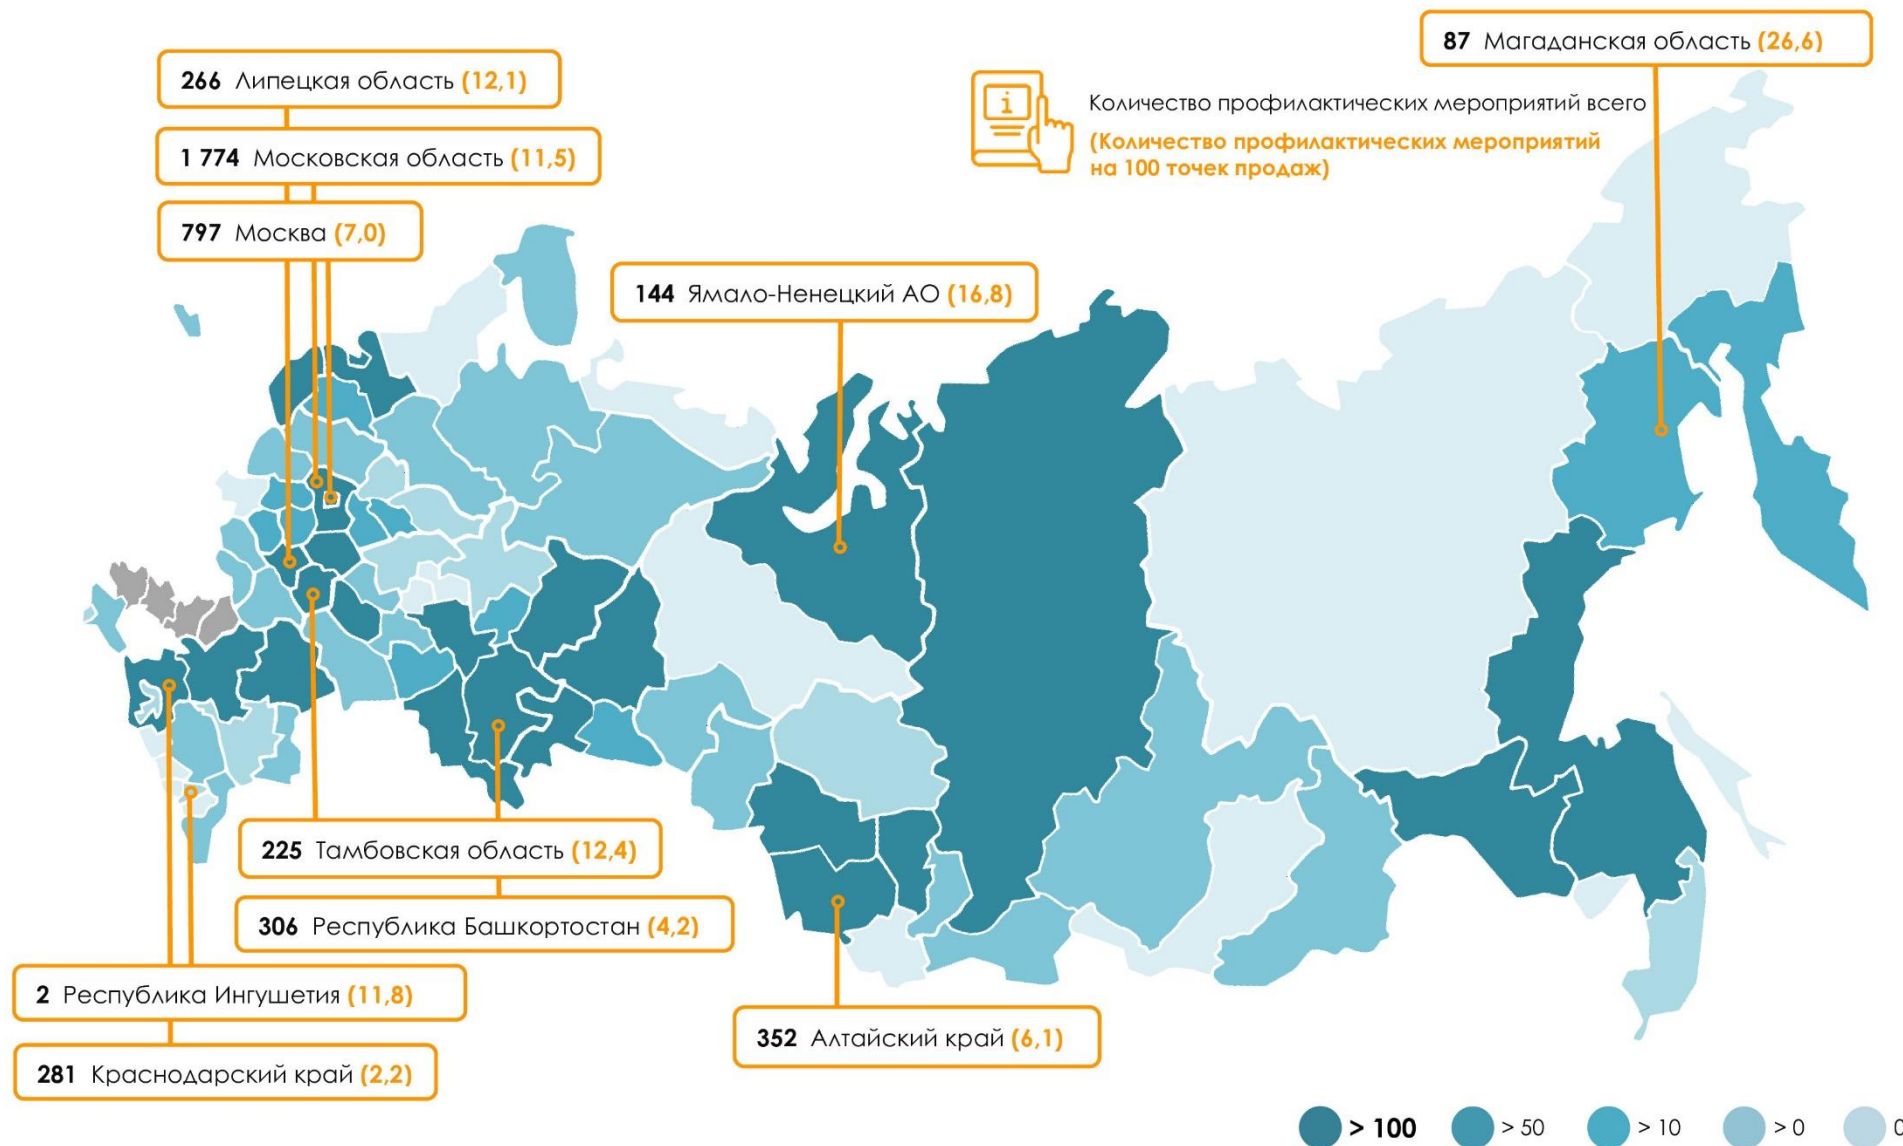 87 Магаданская область (26,6)
266 Липецкая область (12,1)
Количество профилактических мероприятий всего
(Количество профилактических мероприятий
на 100 точек продаж)
1 774 Московская область (11,5)
797 Москва (7,0)
144 Ямало-Ненецкий АО (16,8)
225 Тамбовская область (12,4)
306 Республика Башкортостан (4,2)
2 Республика Ингушетия (11,8)
281 Краснодарский край (2,2)
352 Алтайский край (6,1)
> 100 > 50 > 10 > 0 0